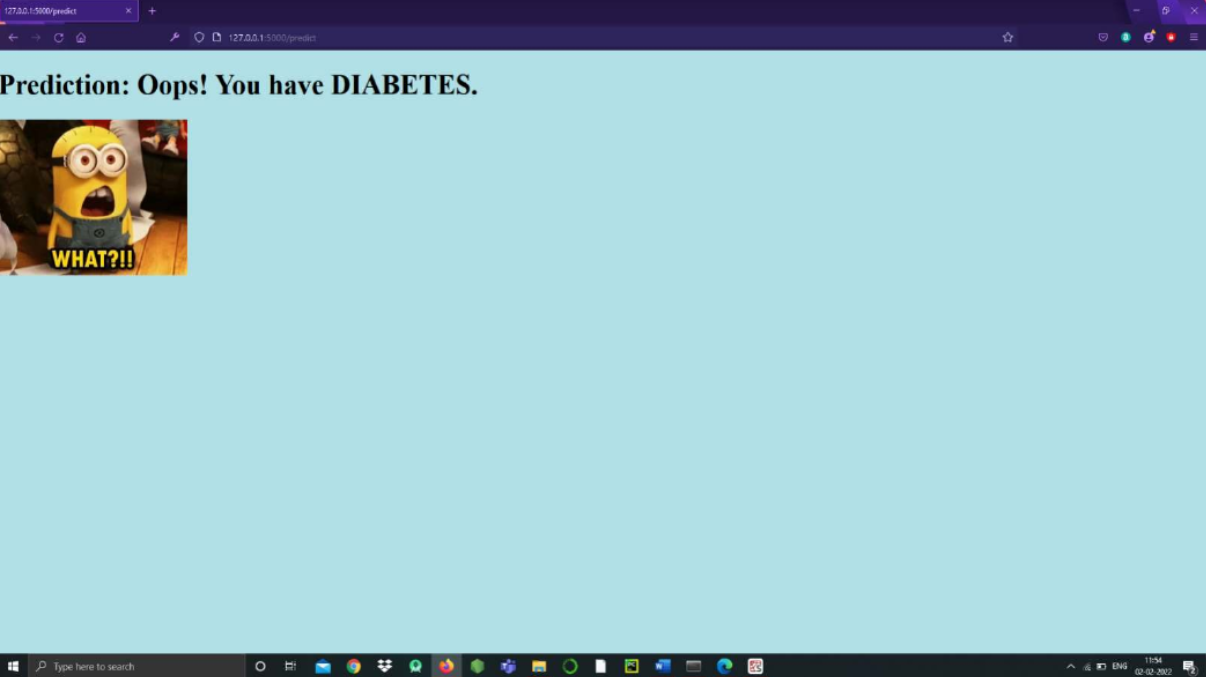 127.0.0.1:5000/predict
127.0.0.1:5000/predict
Prediction: Oops! You have DIABETES.
WHAT?!!
Type here to search
ENG
11:54
02-02-2022
2